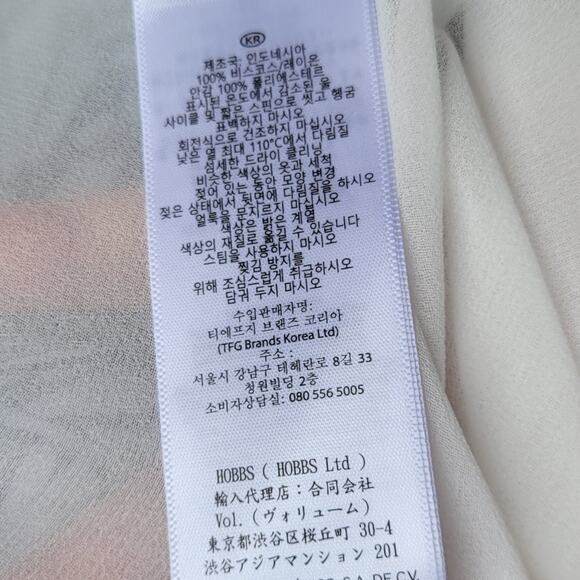 KR
제조국: 인도네시아
100% 비스코스/레이온
안감 100% 폴리에스테르
표시된 온도에서 감소된 울
사이클 및 짧은 스핀으로 씻고 헹굼
표백하지 마시오
회전식으로 건조하지 마십시오
낮은 열 최대 110°C에서 다림질
섬세한 드라이 클리닝
비슷한 색상의 옷과 세척
젖어 있는 동안 모양 변경
젖은 상태에서 뒷면에 다림질을 하시오
얼룩을 문지르지 마십시오
색상은 밝은 계열
색상의 재질로 옮길 수 있습니다
스팀을 사용하지 마시오
찢김 방지를
위해 조심스럽게 취급하시오
담궈 두지 마시오
수입판매자명:
티에프지 브랜즈 코리아
(TFG Brands Korea Ltd)
주소 :
서울시 강남구 테헤란로 8길 33
청원빌딩 2층
소비자상담실: 080 556 5005
HOBBS ( HOBBS Ltd )
輸入代理店：合同会社
Vol.（ヴォリューム）
東京都渋谷区桜丘町 30-4
渋谷アジアマンション 201
S.A. DE C.V.